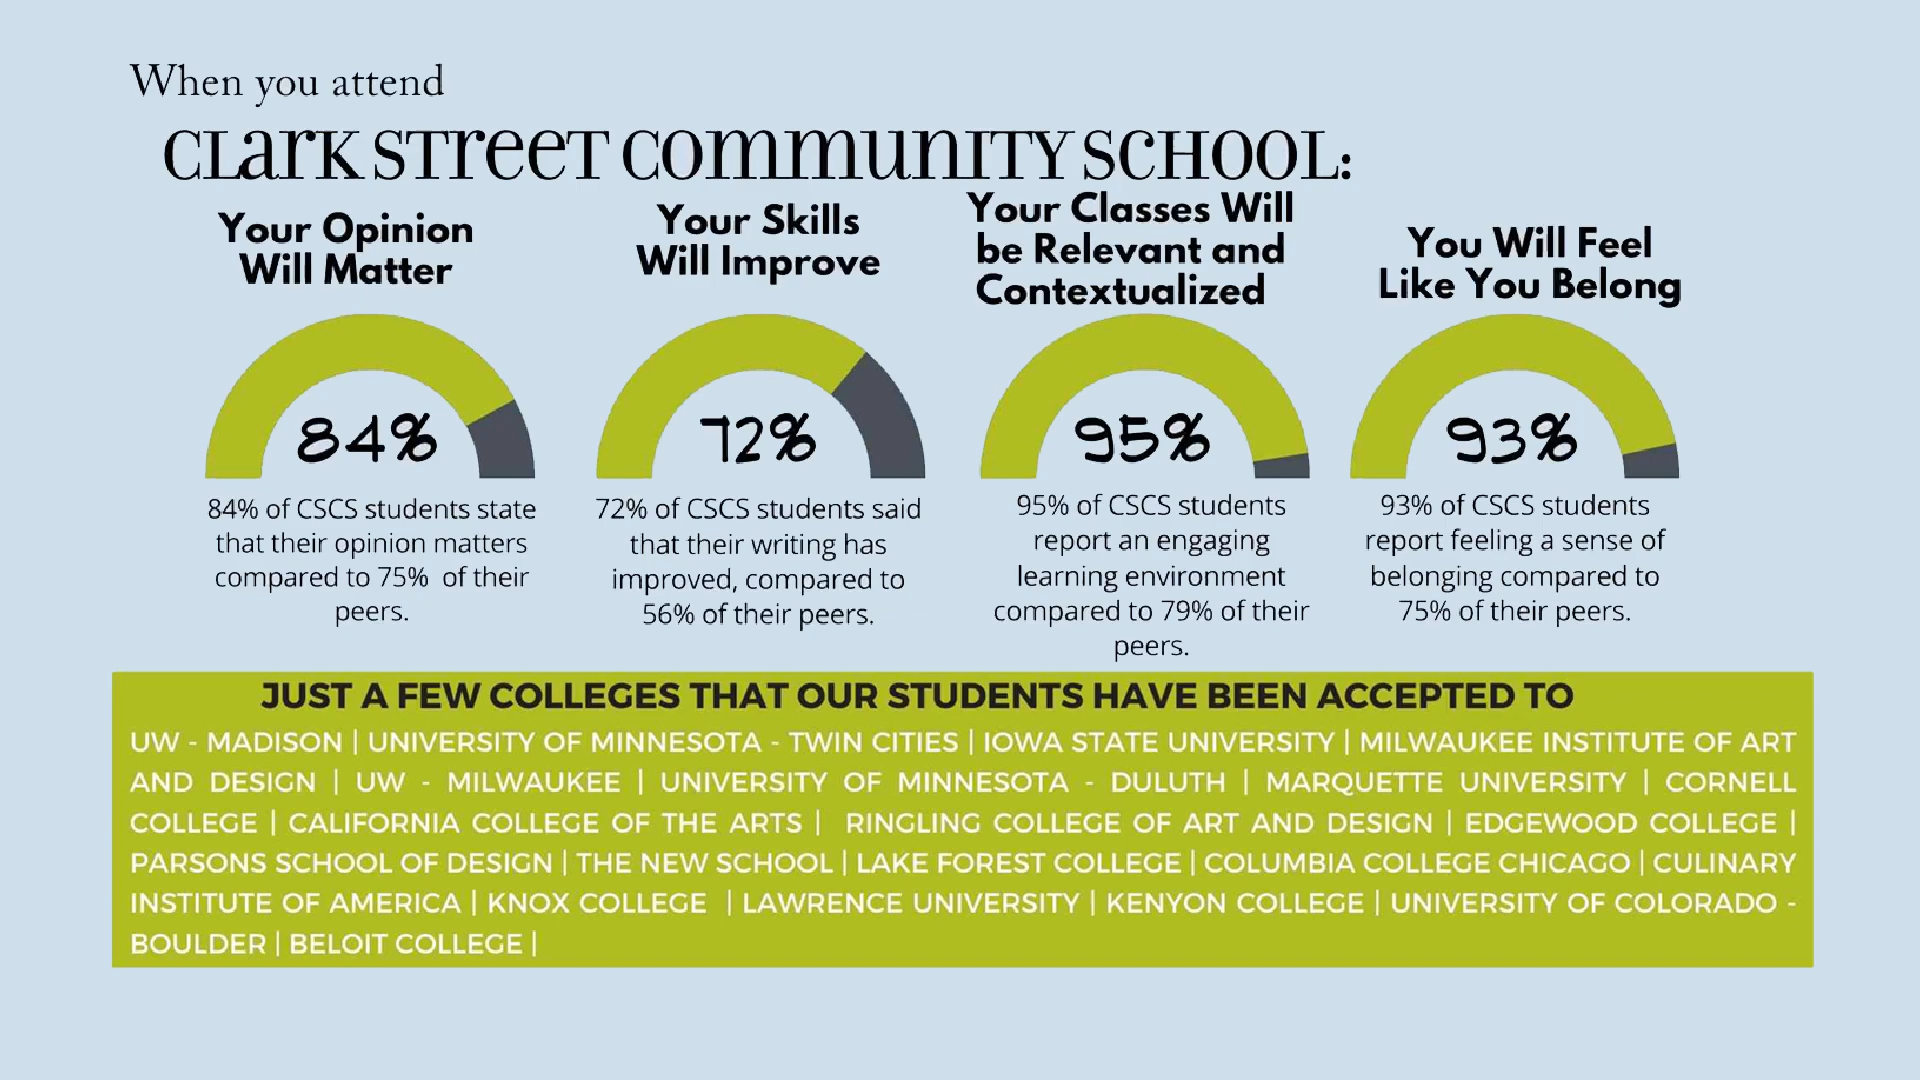 When you attend
CLark STreeT COmmunITY SCHOOL:
Your Opinion
Will Matter
84%
84% of CSCS students state
that their opinion matters
compared to 75% of their
peers.
Your Skills
Will Improve
72%
72% of CSCS students said
that their writing has
improved, compared to
56% of their peers.
Your Classes Will
be Relevant and
Contextualized
95%
95% of CSCS students
report an engaging
learning environment
compared to 79% of their
peers.
You Will Feel
Like You Belong
93%
93% of CSCS students
report feeling a sense of
belonging compared to
75% of their peers.
JUST A FEW COLLEGES THAT OUR STUDENTS HAVE BEEN ACCEPTED TO
UW - MADISON | UNIVERSITY OF MINNESOTA - TWIN CITIES | IOWA STATE UNIVERSITY | MILWAUKEE INSTITUTE OF ART
AND DESIGN | UW - MILWAUKEE | UNIVERSITY OF MINNESOTA - DULUTH | MARQUETTE UNIVERSITY | CORNELL
COLLEGE | CALIFORNIA COLLEGE OF THE ARTS | RINGLING COLLEGE OF ART AND DESIGN | EDGEWOOD COLLEGE |
PARSONS SCHOOL OF DESIGN | THE NEW SCHOOL | LAKE FOREST COLLEGE | COLUMBIA COLLEGE CHICAGO | CULINARY
INSTITUTE OF AMERICA | KNOX COLLEGE | LAWRENCE UNIVERSITY | KENYON COLLEGE | UNIVERSITY OF COLORADO -
BOULDER | BELOIT COLLEGE |